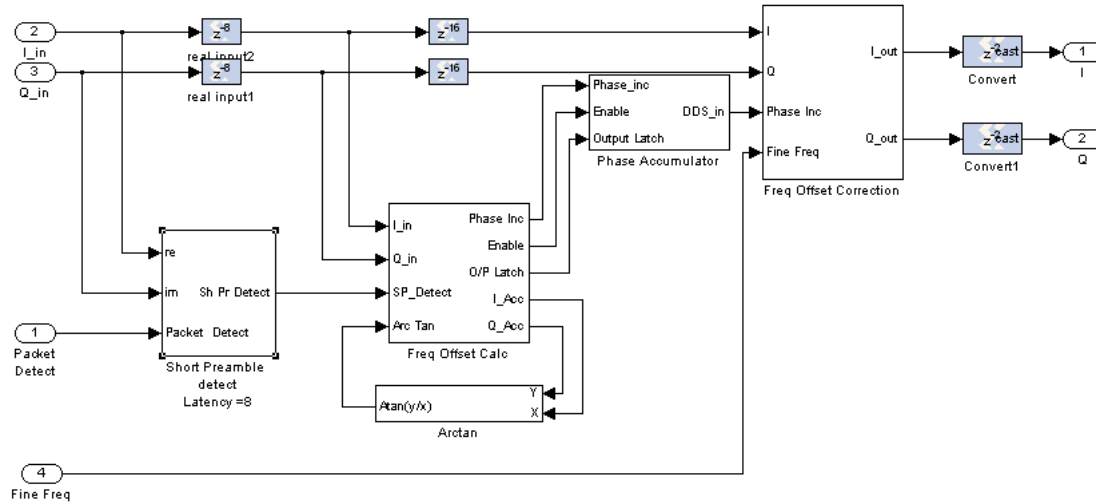 2
I_in
z-8
real input2
z-16
3
Q_in
z-8
real input1
z-16
I
Q
Phase Inc
Fine Freq
I_out
Q_out
Freq Offset Correction
z-2cast
Convert
1
I
z-2cast
Convert1
2
Q
Phase_inc
Enable
Output Latch
DDS_in
Phase Accumulator
re
im
Packet Detect
Sh Pr Detect
Short Preamble
detect
Latency =8
1
Packet
Detect
I_in
Q_in
SP_Detect
Arc Tan
Phase Inc
Enable
O/P Latch
I_Acc
Q_Acc
Freq Offset Calc
Atan(y/x)
Y
X
Arctan
4
Fine Freq